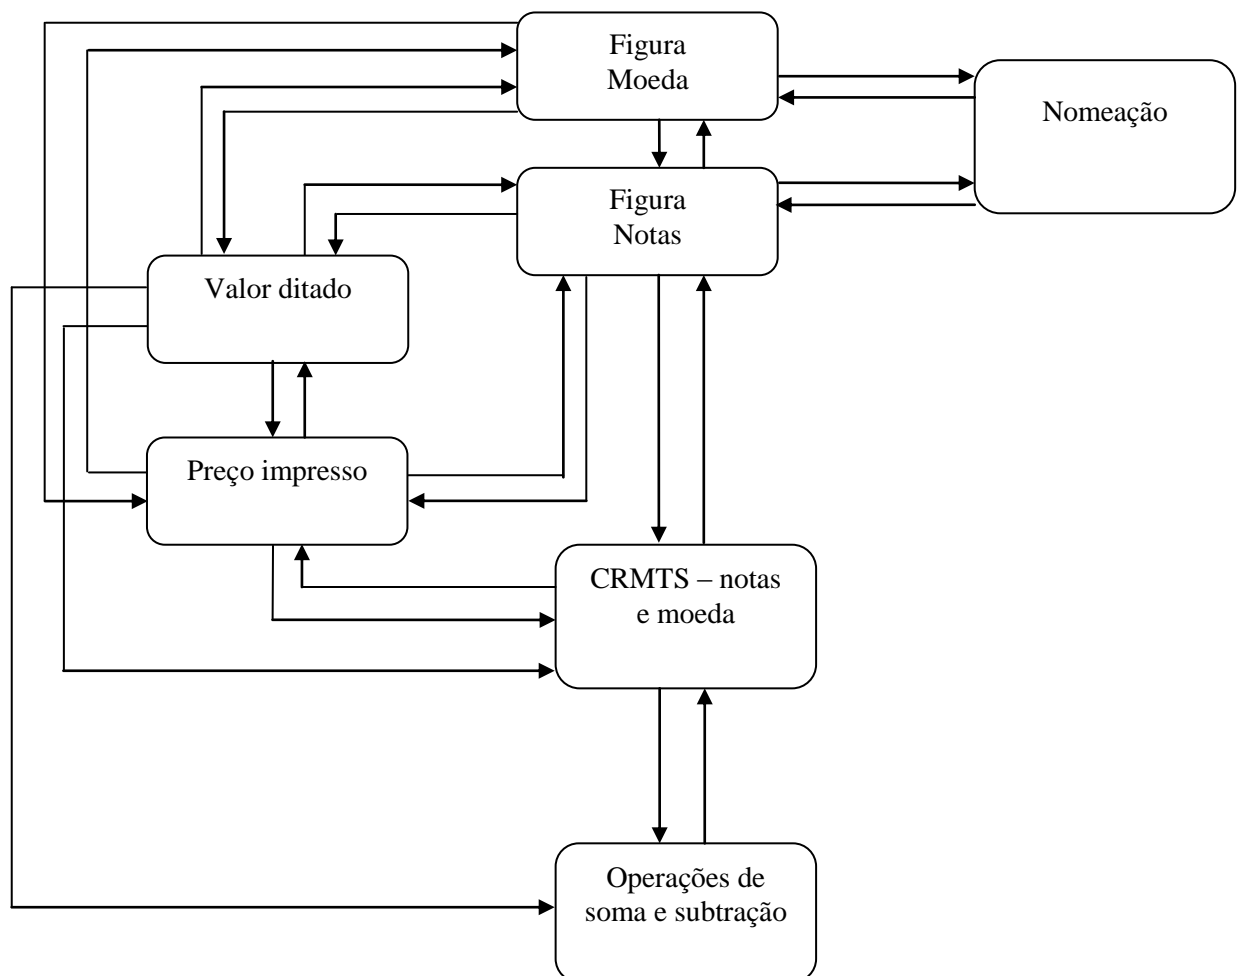 Figura
Moeda
Nomeação
Figura
Notas
Valor ditado
Preço impresso
CRMTS – notas
e moeda
Operações de
soma e subtração